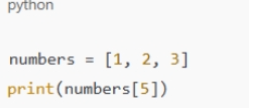 python
numbers = [1, 2, 3]
print(numbers[5])